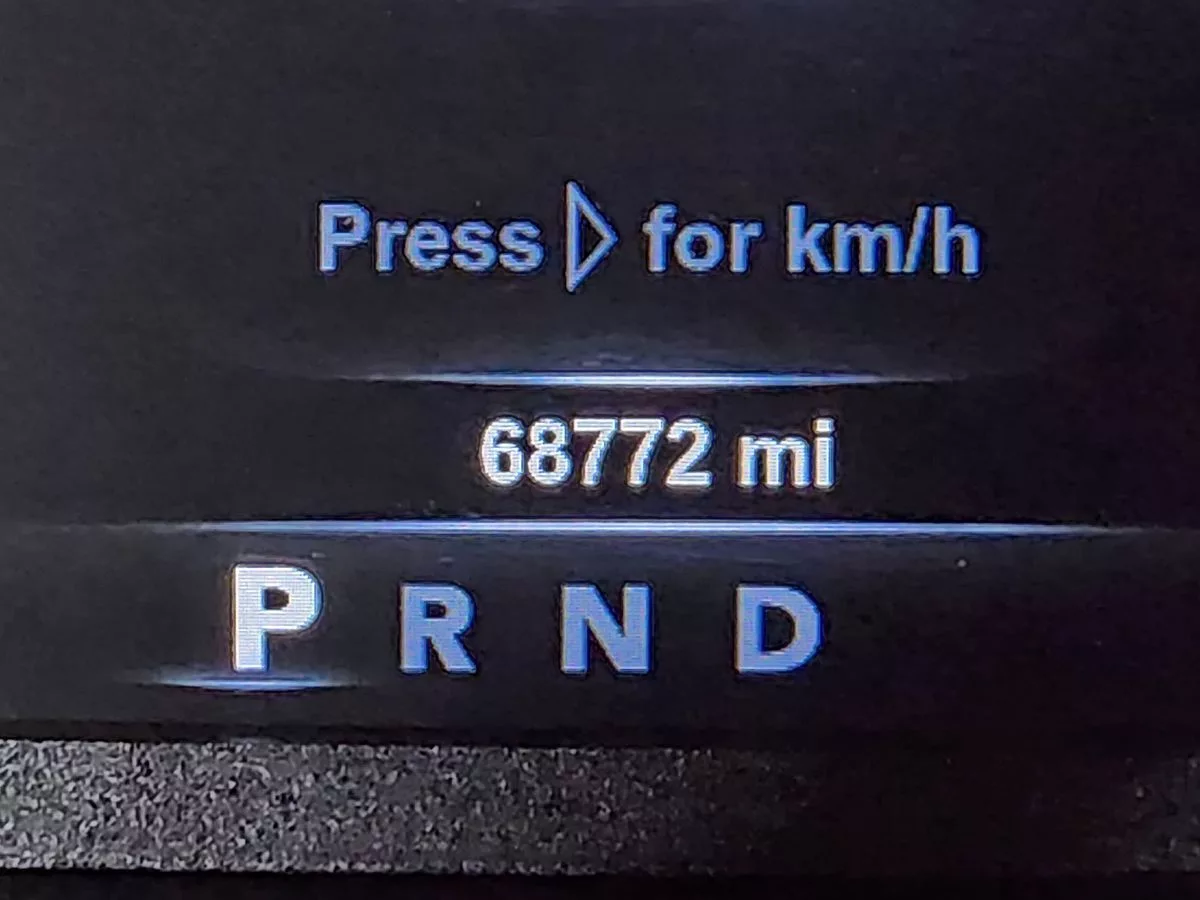 Press ▷ for km/h
68772 mi
P R N D